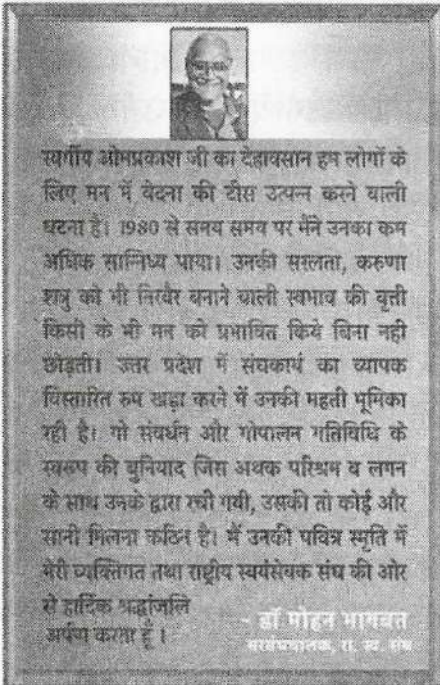 स्वर्गीय ओमप्रकाश जी का देहावसान हम लोगों के
लिए मन में वेदना की टीस उत्पन्न करने वाली
घटना है। 1980 से समय समय पर मैंने उनका कम
अधिक सान्निध्य पाया। उनकी सरलता, करुणा
शत्रु को भी निरवैर बनाने वाली स्वभाव की वृत्ती
किसी के भी मन को प्रभावित किये बिना नही
छोड़ती। उत्तर प्रदेश में संघकार्य का व्यापक
विस्तारित रुप खड़ा करने में उनकी महती भूमिका
रही है। गो संवर्धन और गोपालन गतिविधि के
स्वरूप की बुनियाद जिस अथक परिश्रम व लगन
के साथ उनके द्वारा रची गयी, उसकी तो कोई और
सानी मिलना कठिन है। मैं उनकी पवित्र स्मृति में
मेरी व्यक्तिगत तथा राष्ट्रीय स्वयंसेवक संघ की ओर
से हार्दिक श्रद्धांजलि
अर्पण करता हूँ ।
- डॉ मोहन भागवत
सरसंघचालक, रा. स्व. संघ